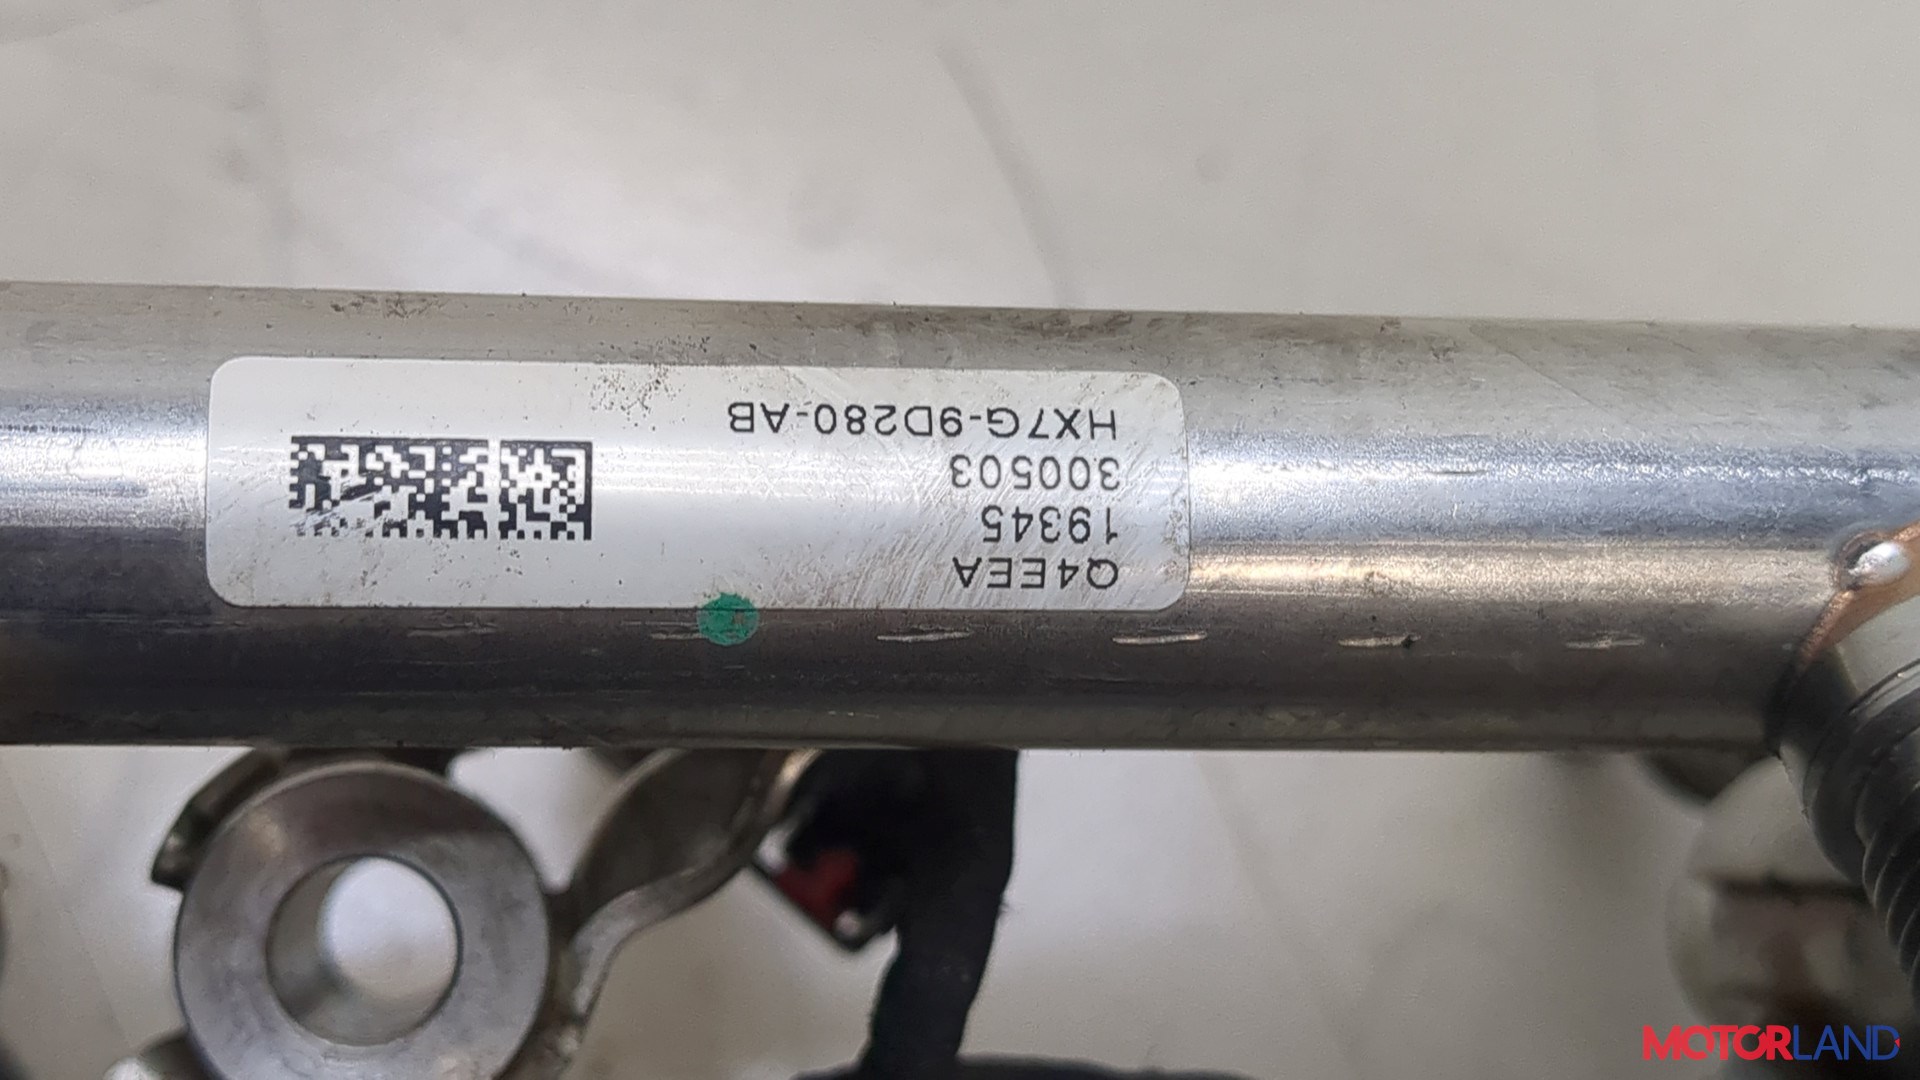 Q4EEA
19345
300503
HX7G-9D280-AB
MOTORLAND